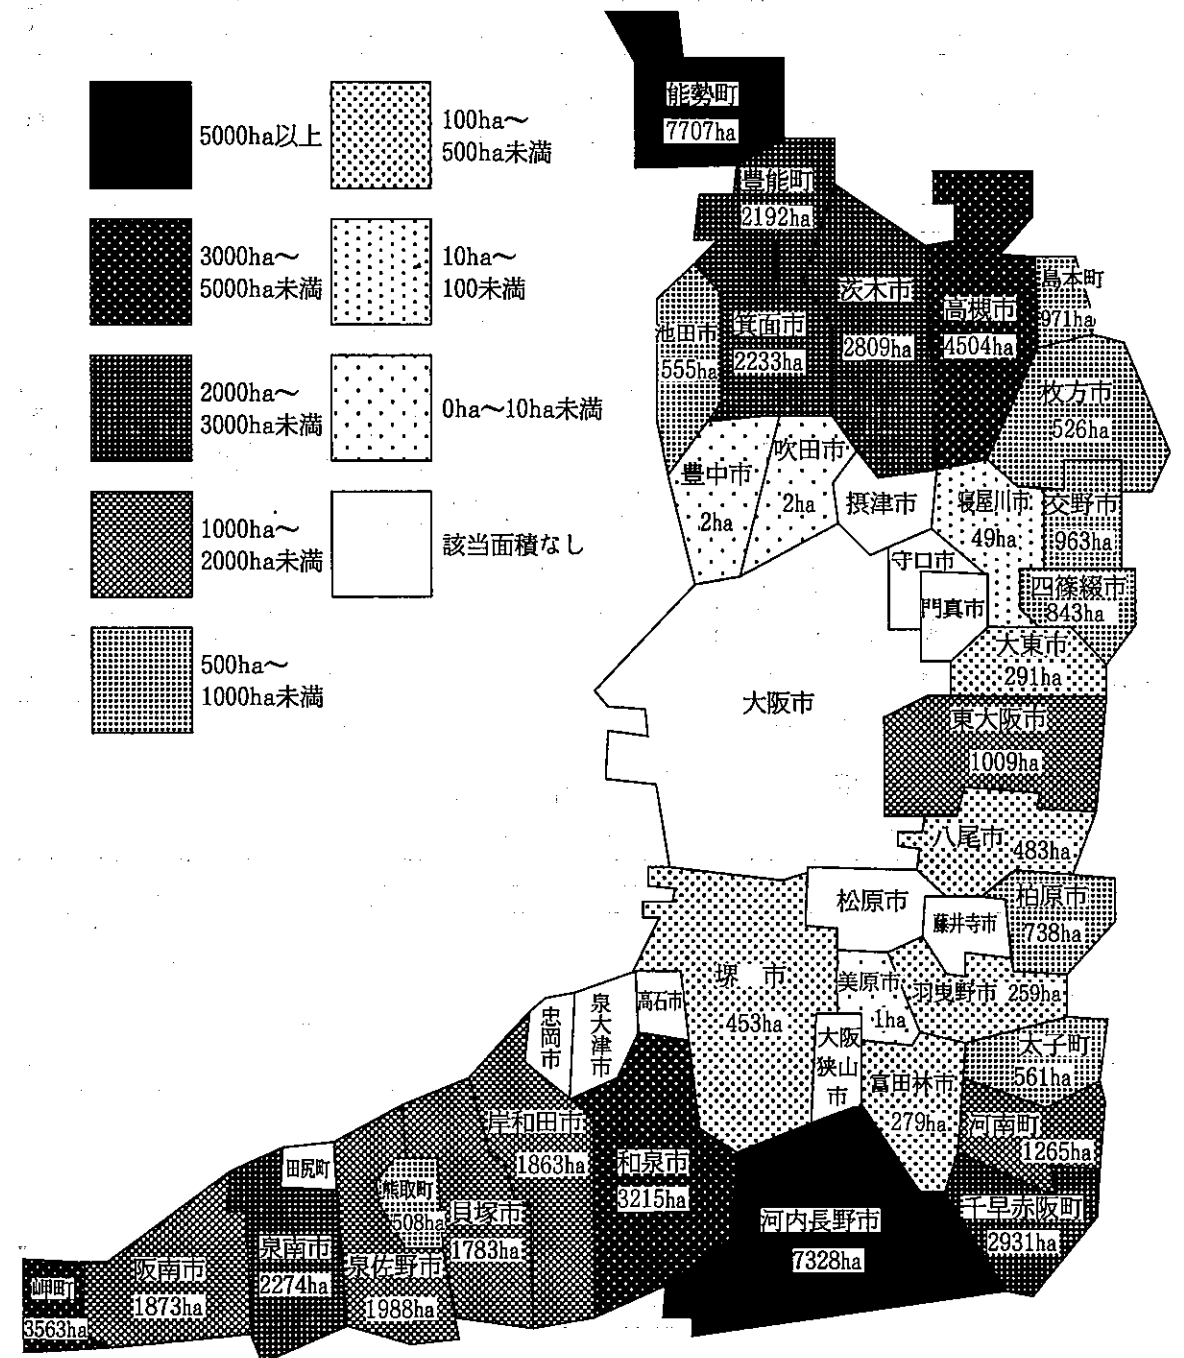 5000ha以上
3000ha～
5000ha未満
2000ha～
3000ha未満
1000ha～
2000ha未満
500ha～
1000ha未満
100ha～
500ha未満
10ha～
100未満
0ha～10ha未満
該当面積なし
能勢町
7707ha
豊能町
2192ha
池田市
555ha
箕面市
2233ha
茨木市
2809ha
高槻市
4504ha
島本町
971ha
枚方市
526ha
豊中市
2ha
吹田市
2ha
摂津市
寝屋川市
49ha
交野市
963ha
守口市
門真市
四篠綴市
843ha
大東市
291ha
大阪市
東大阪市
1009ha
八尾市
483ha
松原市
藤井寺市
柏原市
738ha
堺 市
453ha
美原市
1ha
羽曳野市
259ha
高石市
泉大津市
忠岡市
大阪
狭山
市
富田林市
279ha
太子町
561ha
河南町
1265ha
千早赤阪町
2931ha
河内長野市
7328ha
和泉市
3215ha
岸和田市
1863ha
貝塚市
1783ha
熊取町
508ha
泉佐野市
1988ha
田尻町
泉南市
2274ha
阪南市
1873ha
岬町
3563ha